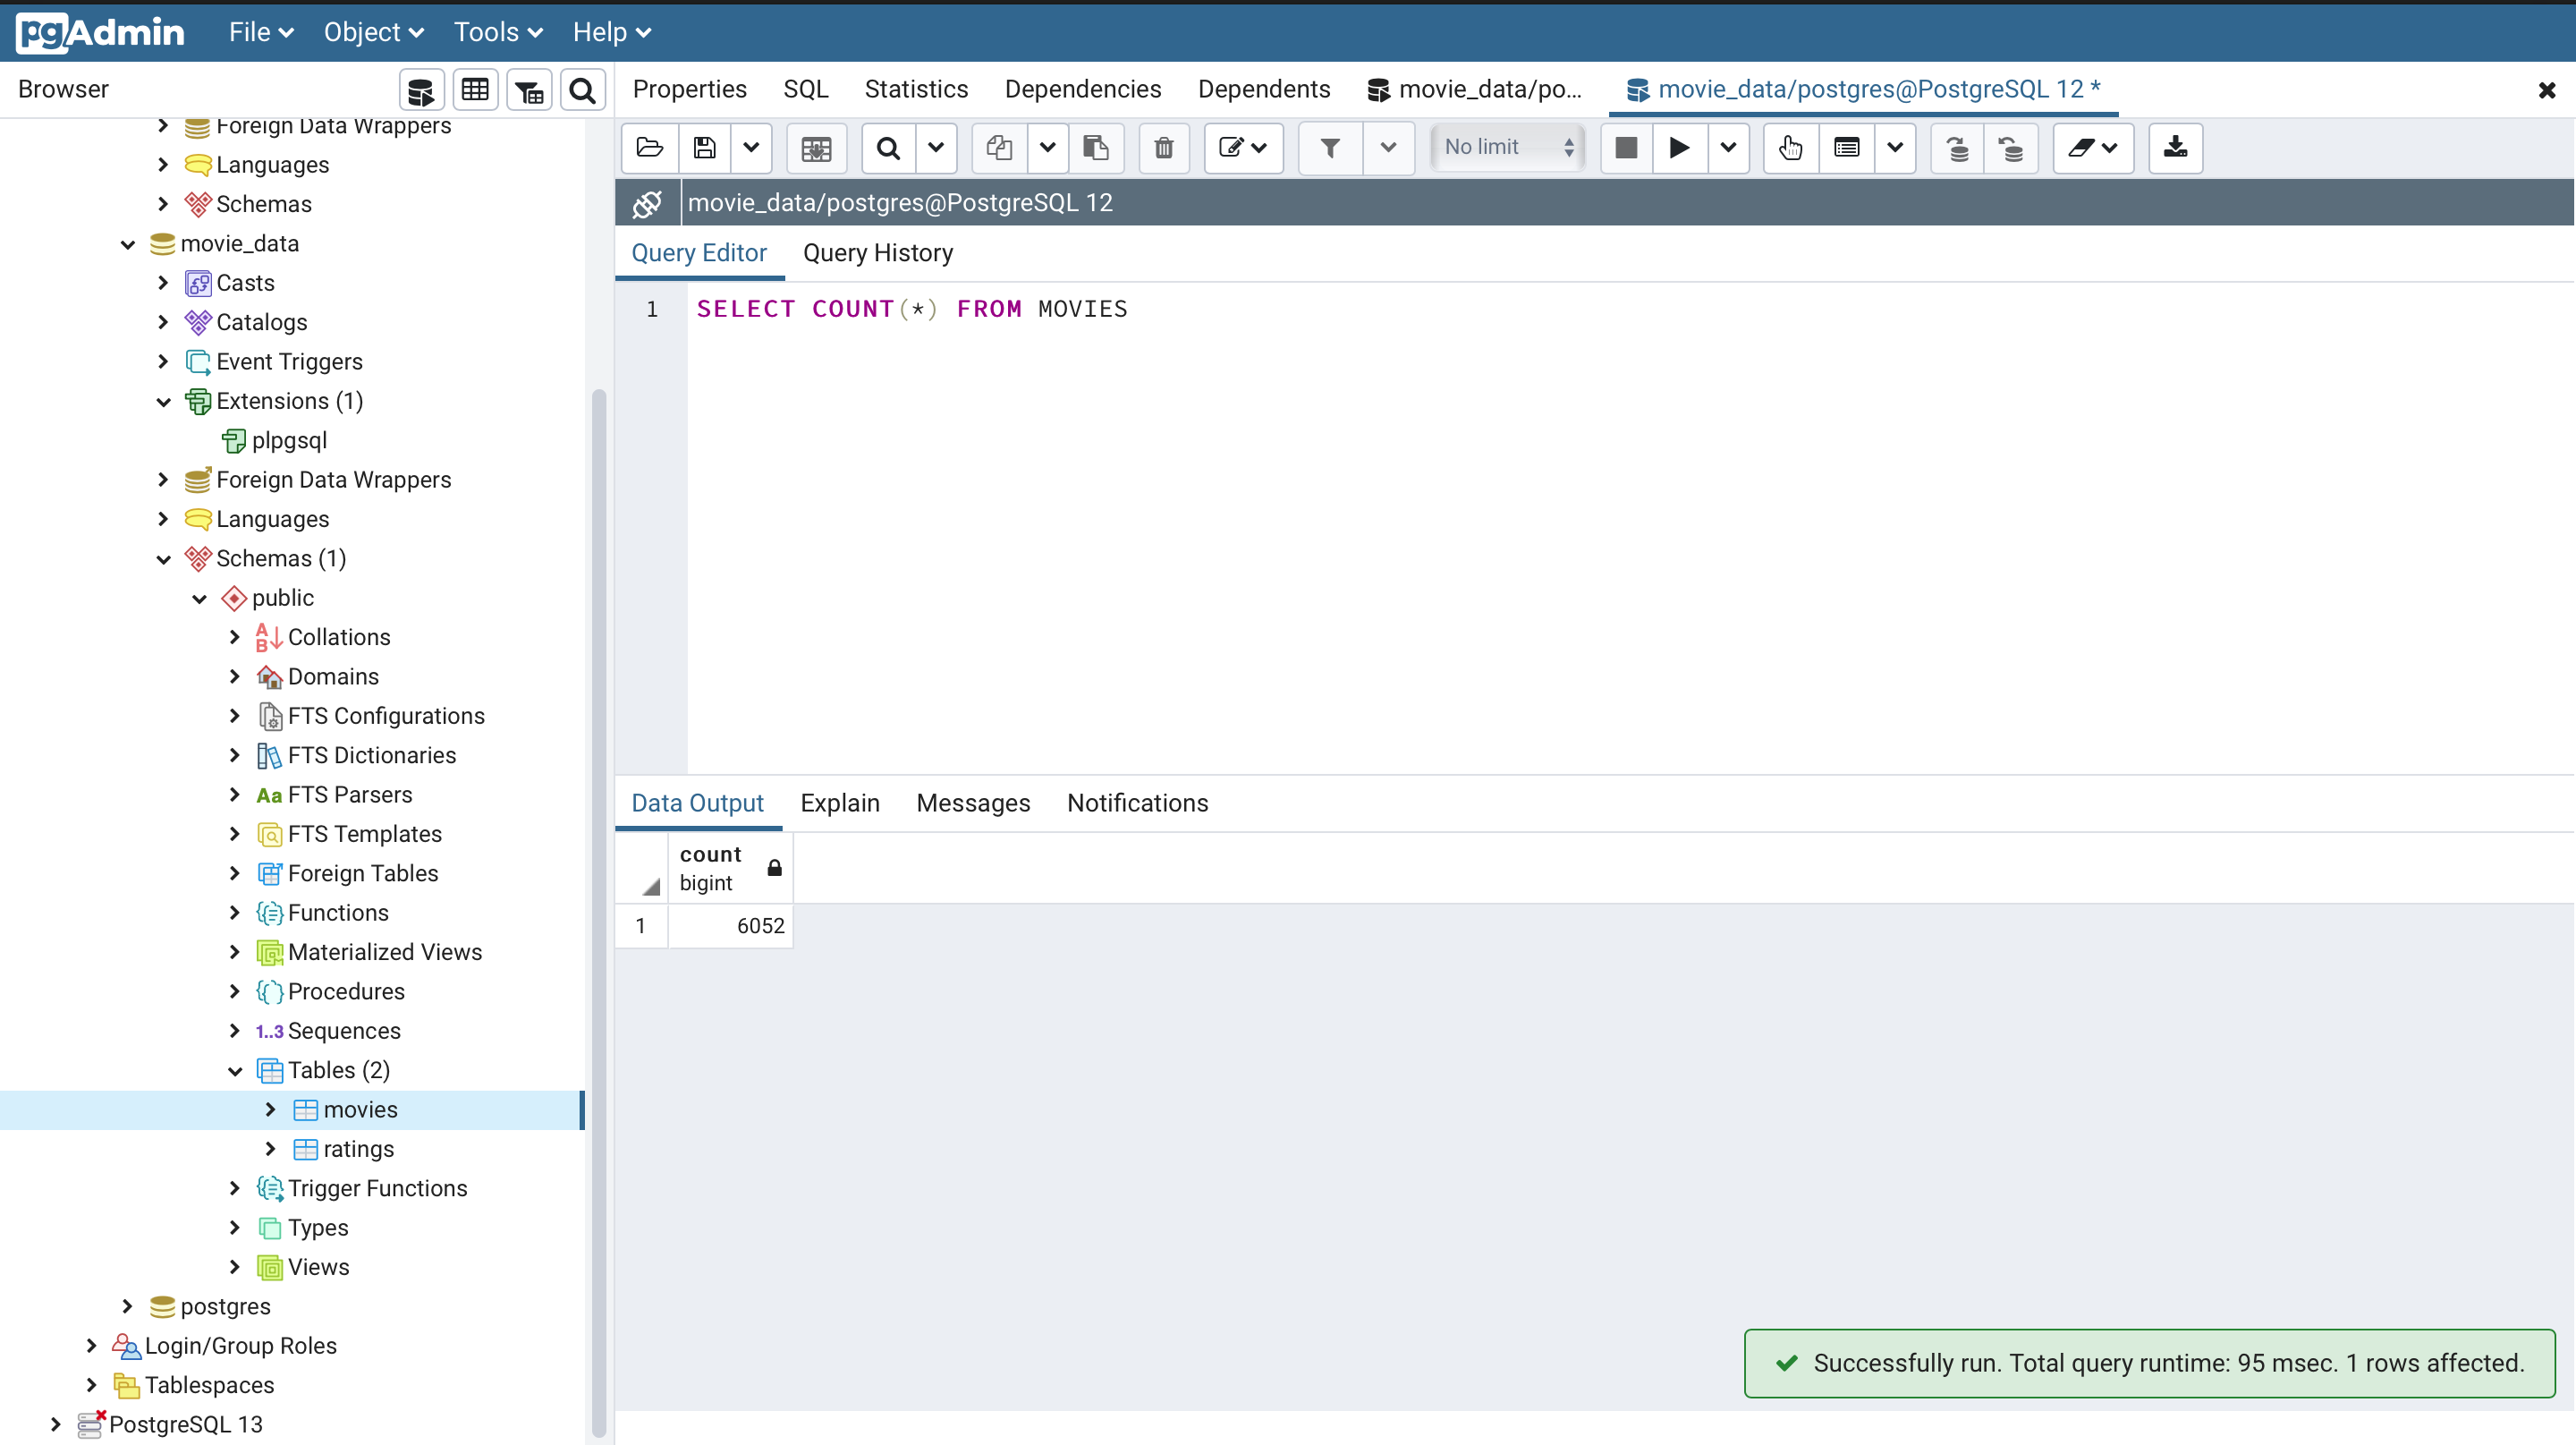 pgAdmin File Object Tools Help
Browser
Properties SQL Statistics Dependencies Dependents movie_data/po... movie_data/postgres@PostgreSQL 12 *
No limit
movie_data/postgres@PostgreSQL 12
Query Editor Query History
1 SELECT COUNT(*) FROM MOVIES
Data Output Explain Messages Notifications
count
bigint
1 6052
Successfully run. Total query runtime: 95 msec. 1 rows affected.
Foreign Data Wrappers
Languages
Schemas
movie_data
Casts
Catalogs
Event Triggers
Extensions (1)
plpgsql
Foreign Data Wrappers
Languages
Schemas (1)
public
Collations
Domains
FTS Configurations
FTS Dictionaries
Aa FTS Parsers
FTS Templates
Foreign Tables
Functions
Materialized Views
Procedures
1..3 Sequences
Tables (2)
movies
ratings
Trigger Functions
Types
Views
postgres
Login/Group Roles
Tablespaces
PostgreSQL 13